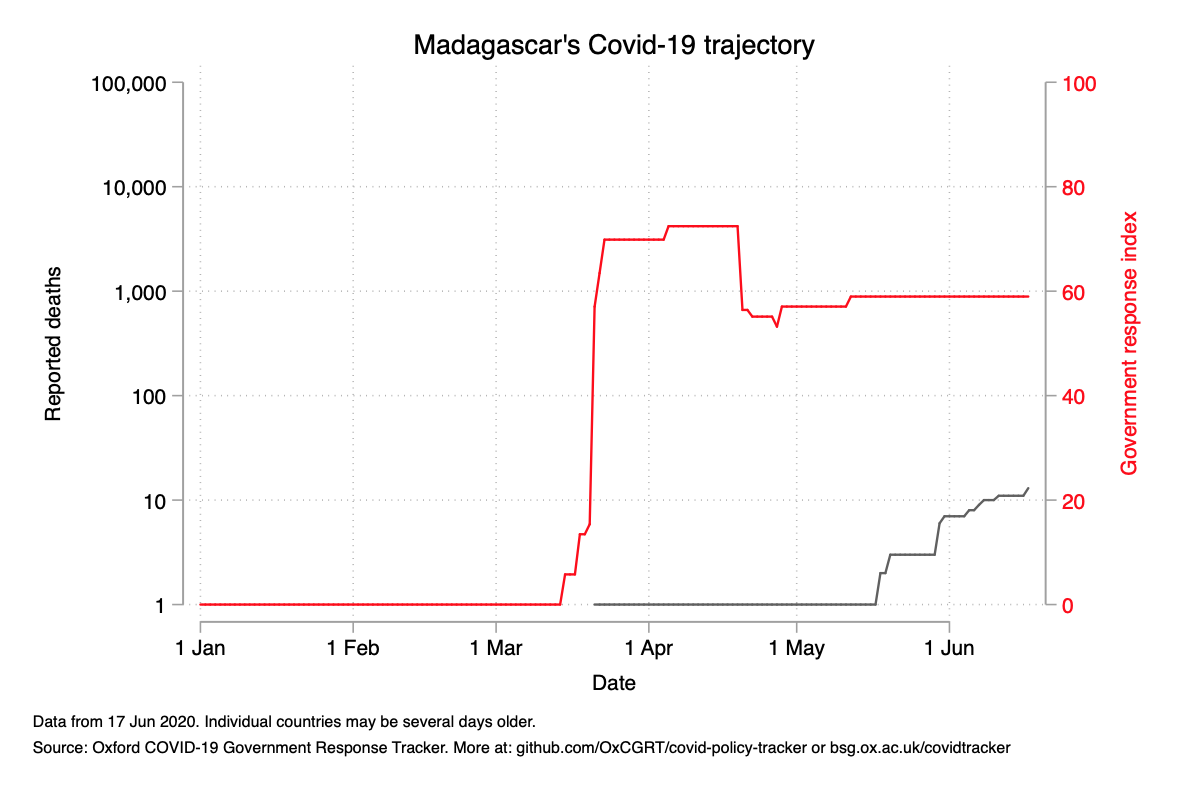 Madagascar's Covid-19 trajectory
100,000
10,000
1,000
100
10
1
Reported deaths
100
80
60
40
20
0
Government response index
1 Jan
1 Feb
1 Mar
1 Apr
1 May
1 Jun
Date
Data from 17 Jun 2020. Individual countries may be several days older.
Source: Oxford COVID-19 Government Response Tracker. More at: github.com/OxCGRT/covid-policy-tracker or bsg.ox.ac.uk/covidtracker